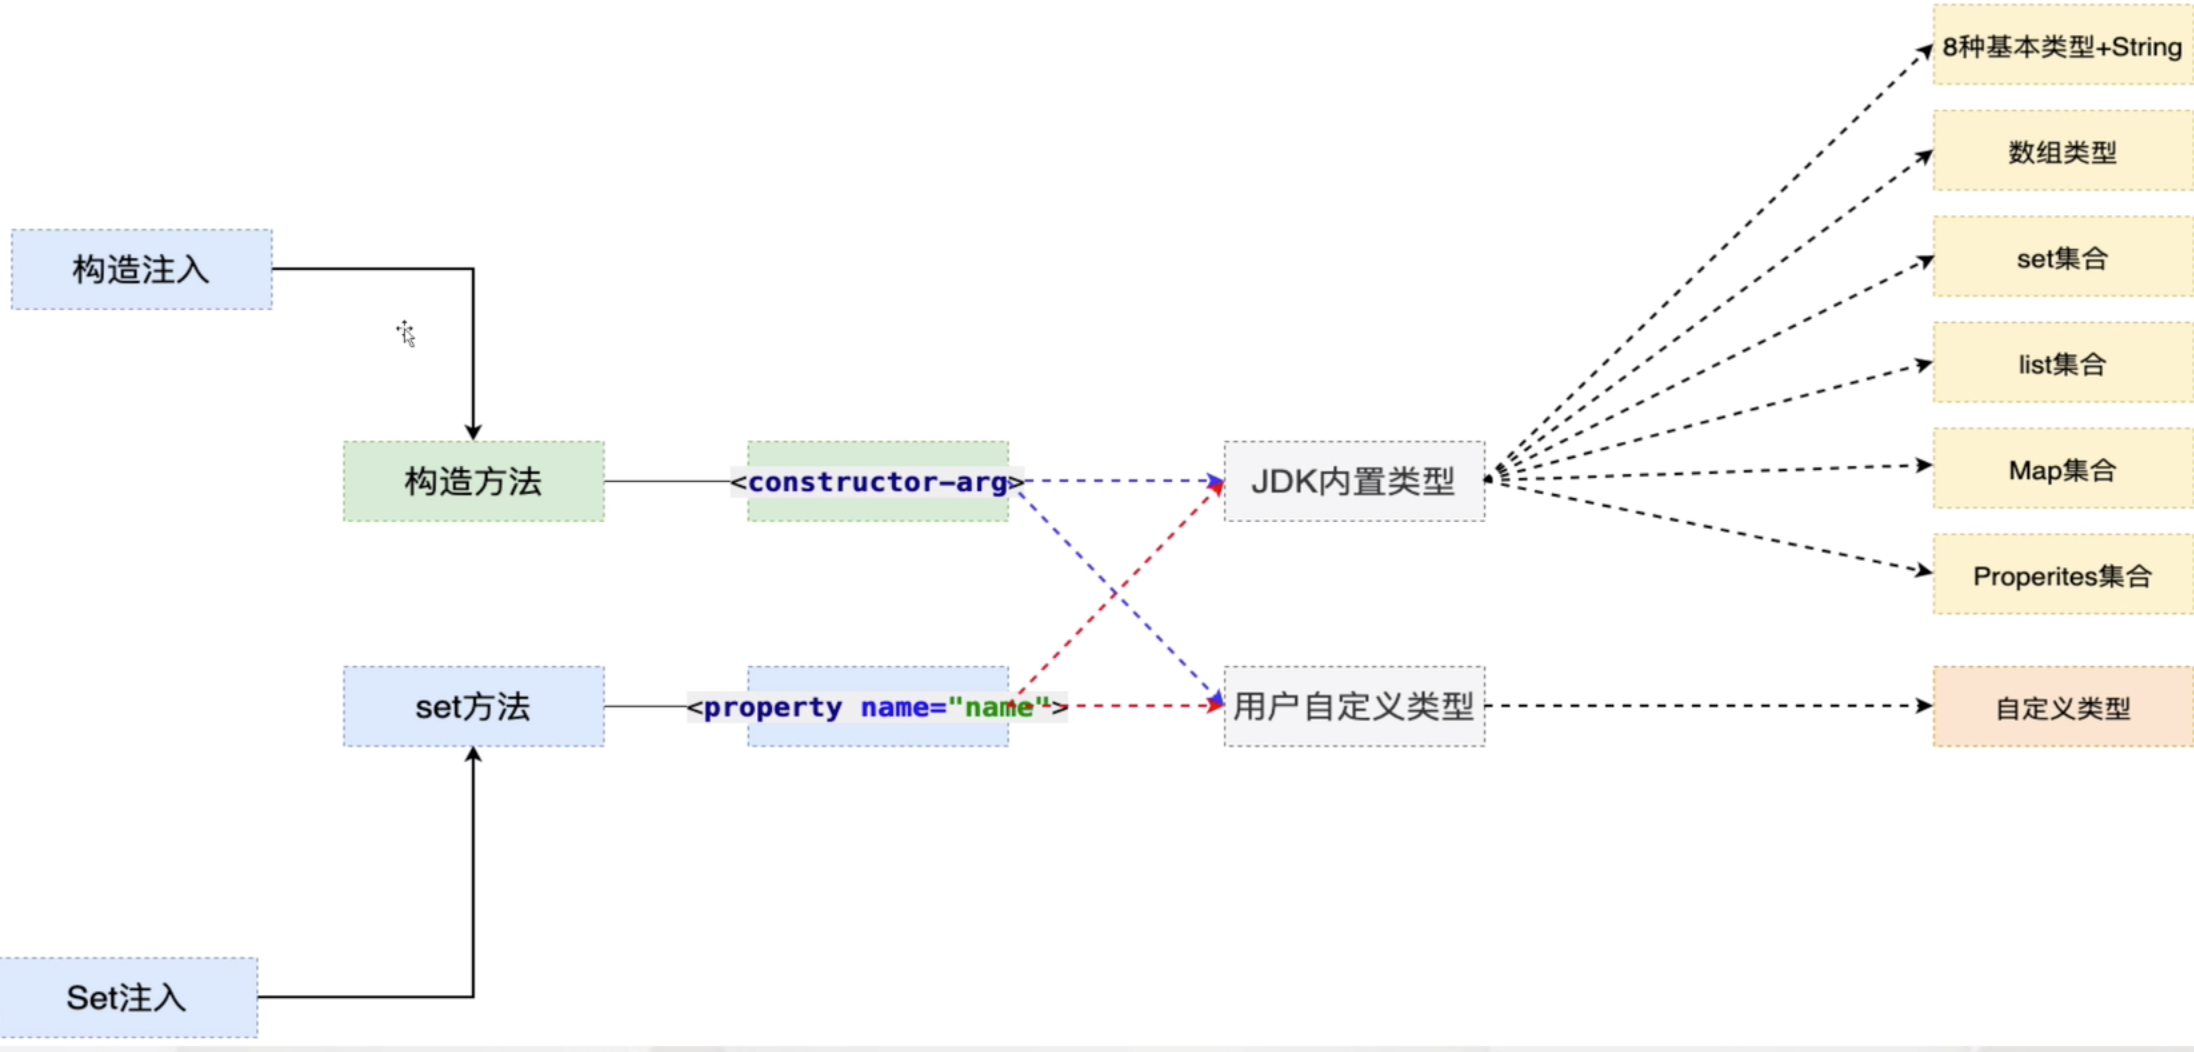 8种基本类型+String
数组类型
构造注入
set集合
list集合
构造方法
<constructor-arg>
JDK内置类型
Map集合
Properites集合
set方法
<property name="name">
用户自定义类型
自定义类型
Set注入